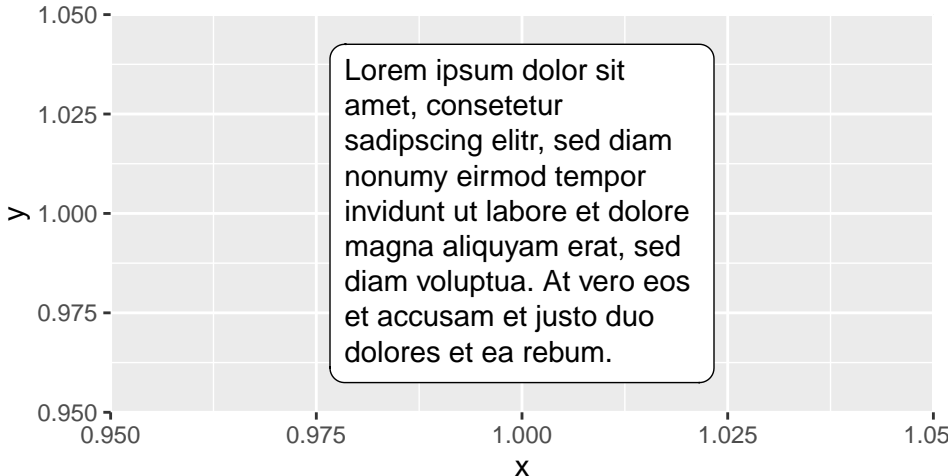 1.050
1.025
1.000
0.975
0.950
y
Lorem ipsum dolor sit
amet, consetetur
sadipscing elitr, sed diam
nonumy eirmod tempor
invidunt ut labore et dolore
magna aliquyam erat, sed
diam voluptua. At vero eos
et accusam et justo duo
dolores et ea rebum.
0.950 0.975 1.000 1.025 1.05
x